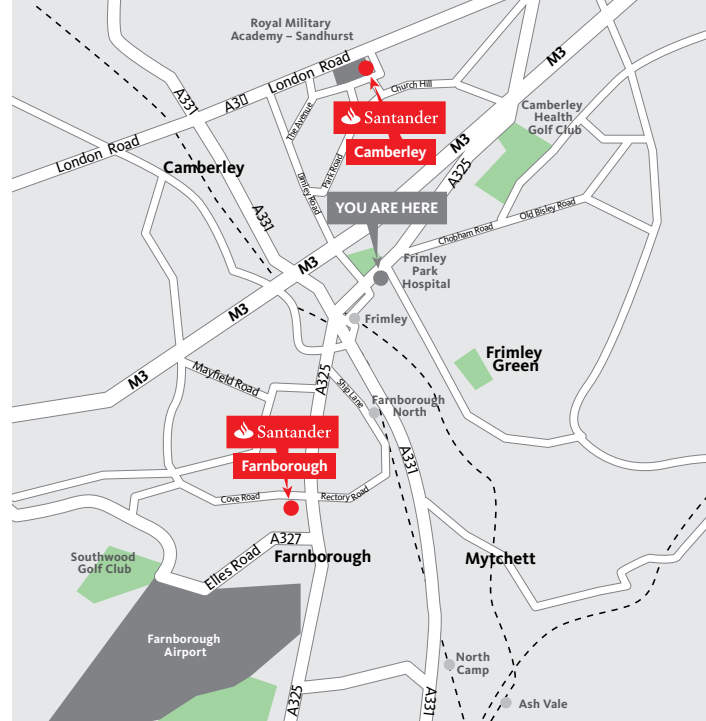 Royal Military
Academy – Sandhurst
London Road
A331
M3
Church Hill
The Avenue
Camberley
Health
Golf Club
Santander
London Road
Camberley
Park Road
M3
Camberley
A325
YOU ARE HERE
A331
Old Bisley Road
Chobham Road
M3
Frimley
Park
Hospital
M3
Frimley
Frimley
Green
M3
Mayfield Road
A325
Ship Lane
Farnborough
North
Santander
Farnborough
A331
Cove Road
Rectory Road
A327
Southwood
Golf Club
Elles Road
Farnborough
Mytchett
Farnborough
Airport
North
Camp
A325
A331
Ash Vale